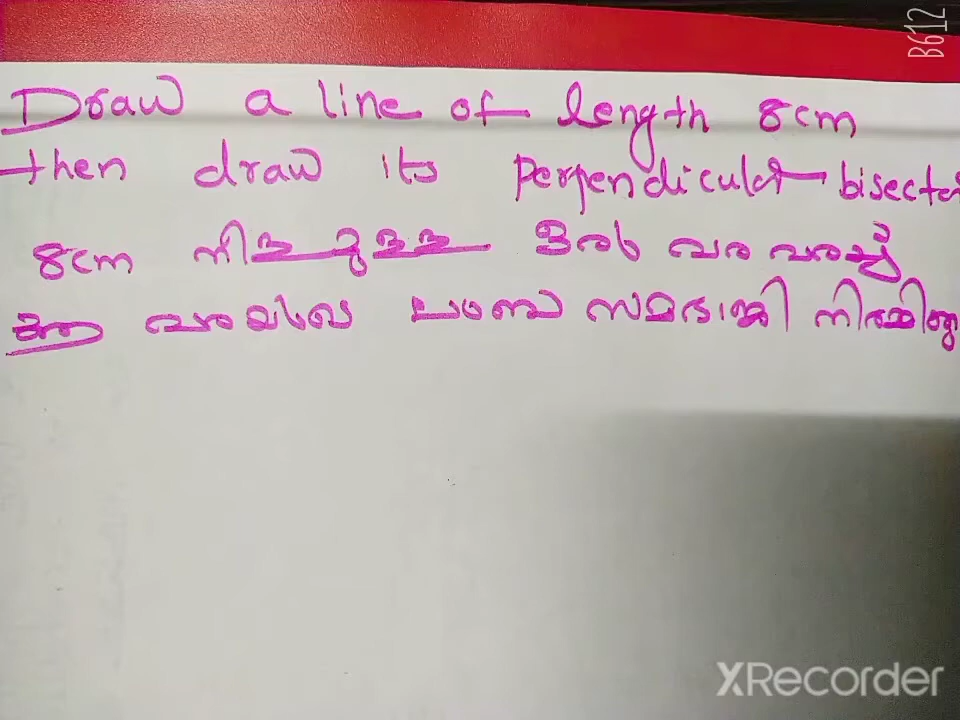 B612
Draw a line of length 8cm
then draw its perpendicular bisector
8cm നീളമുള്ള ഒരു വര വരച്ച്
ആ വരയുടെ ലംബ സമഭാജി നിർമ്മിക്കു
XRecorder